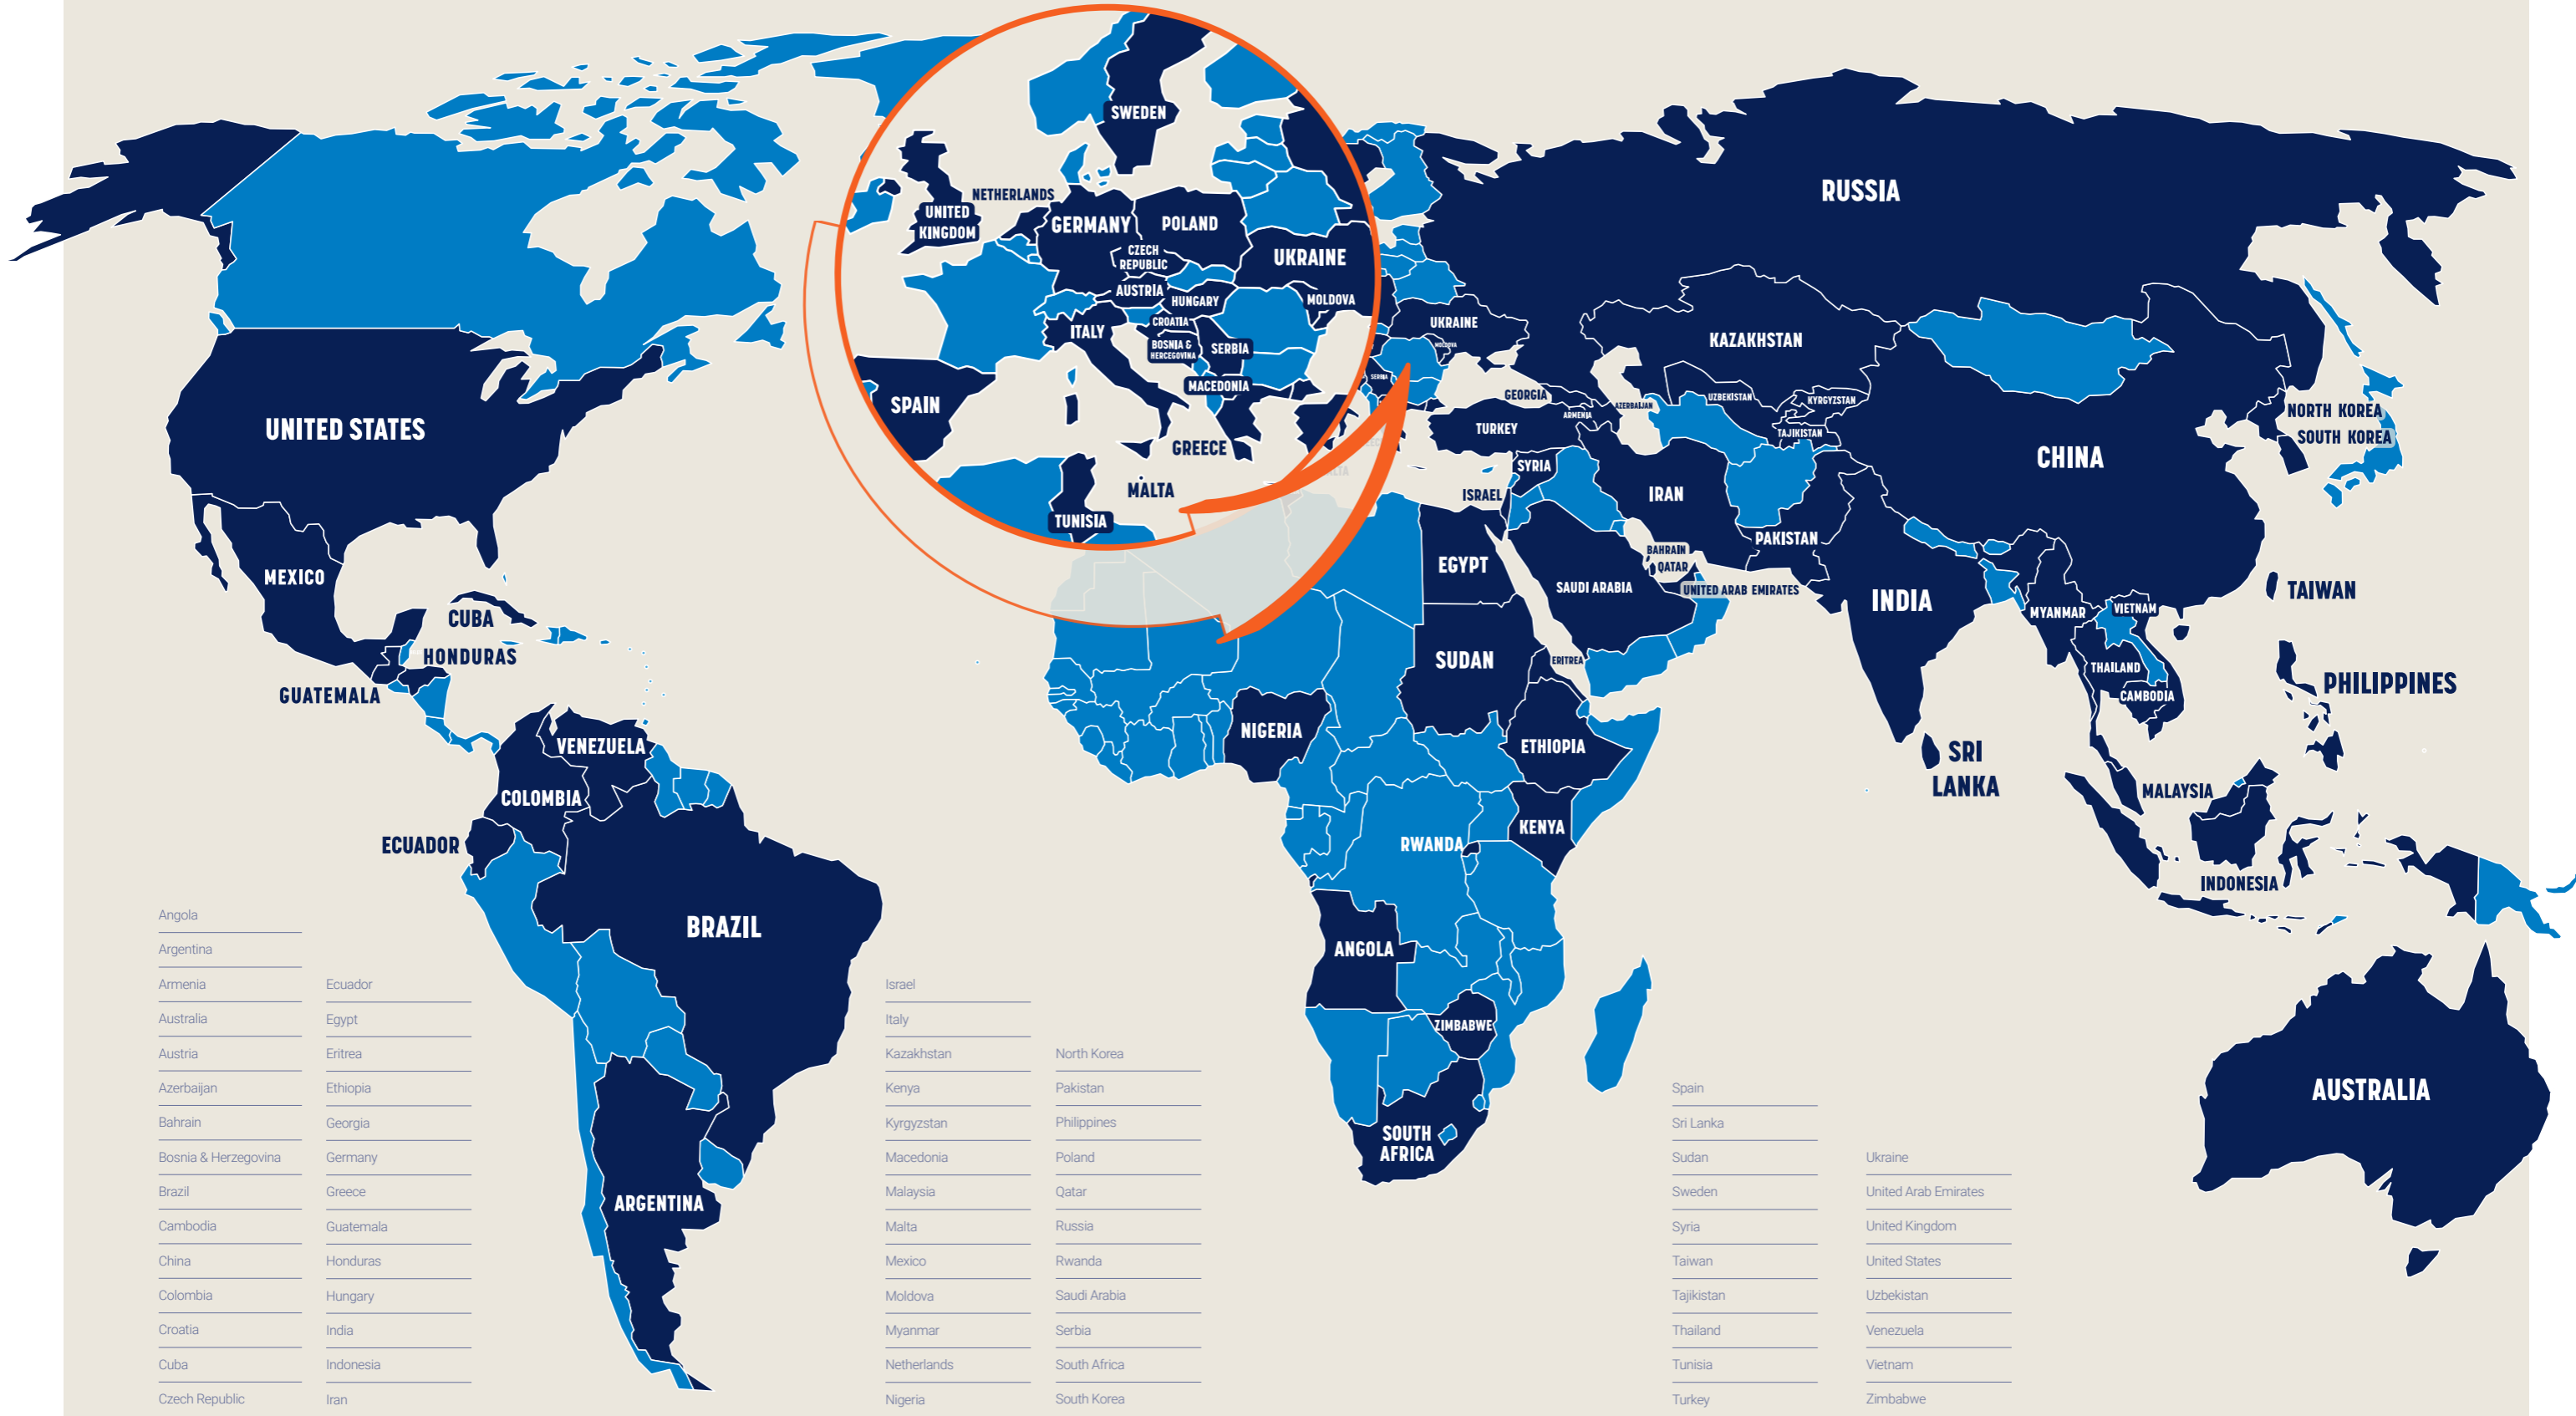 SWEDEN
NETHERLANDS
UNITED
KINGDOM
GERMANY
POLAND
CZECH
REPUBLIC
UKRAINE
AUSTRIA
HUNGARY
MOLDOVA
ITALY
CROATIA
BOSNIA &
HERCEGOVINA
SERBIA
MACEDONIA
SPAIN
GREECE
MALTA
TUNISIA
RUSSIA
UKRAINE
MOLDOVA
SERBIA
KAZAKHSTAN
GEORGIA
ARMENIA
AZERBAIJAN
UZBEKISTAN
KYRGYZSTAN
TAJIKISTAN
TURKEY
SYRIA
ISRAEL
IRAN
CHINA
NORTH KOREA
SOUTH KOREA
UNITED STATES
MEXICO
CUBA
HONDURAS
GUATEMALA
VENEZUELA
COLOMBIA
ECUADOR
BRAZIL
ARGENTINA
EGYPT
SAUDI ARABIA
BAHRAIN
QATAR
UNITED ARAB EMIRATES
PAKISTAN
INDIA
MYANMAR
VIETNAM
TAIWAN
THAILAND
CAMBODIA
PHILIPPINES
SUDAN
ERITREA
NIGERIA
ETHIOPIA
KENYA
RWANDA
SRI
LANKA
MALAYSIA
INDONESIA
ANGOLA
ZIMBABWE
SOUTH
AFRICA
AUSTRALIA
Angola
Argentina
Armenia
Australia
Austria
Azerbaijan
Bahrain
Bosnia & Herzegovina
Brazil
Cambodia
China
Colombia
Croatia
Cuba
Czech Republic
Ecuador
Egypt
Eritrea
Ethiopia
Georgia
Germany
Greece
Guatemala
Honduras
Hungary
India
Indonesia
Iran
Israel
Italy
Kazakhstan
Kenya
Kyrgyzstan
Macedonia
Malaysia
Malta
Mexico
Moldova
Myanmar
Netherlands
Nigeria
North Korea
Pakistan
Philippines
Poland
Qatar
Russia
Rwanda
Saudi Arabia
Serbia
South Africa
South Korea
Spain
Sri Lanka
Sudan
Sweden
Syria
Taiwan
Tajikistan
Thailand
Tunisia
Turkey
Ukraine
United Arab Emirates
United Kingdom
United States
Uzbekistan
Venezuela
Vietnam
Zimbabwe